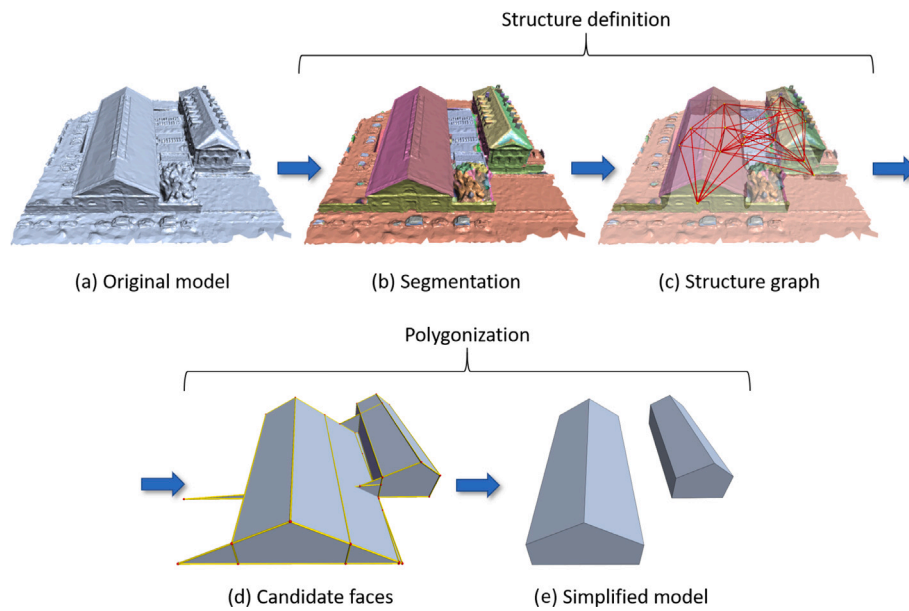 Structure definition
(a) Original model
(b) Segmentation
(c) Structure graph
Polygonization
(d) Candidate faces
(e) Simplified model